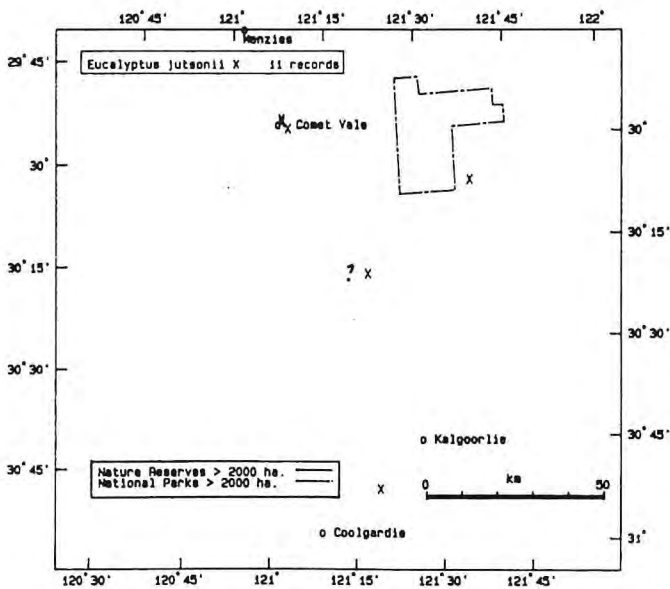 120°45' 121° 121°15' 121°30' 121°45' 122°
Menzies
29°45'
Eucalyptus jutsonii X ii records
X
X Comet Vale
30°
30°
X
30°15'
30°15'
? X
30°30'
30°30'
Kalgoorlie
30°45'
30°45'
Nature Reserves > 2000 ha.
National Parks > 2000 ha.
X
0 km 50
Coolgardie
31°
120°30' 120°45' 121° 121°15' 121°30' 121°45'